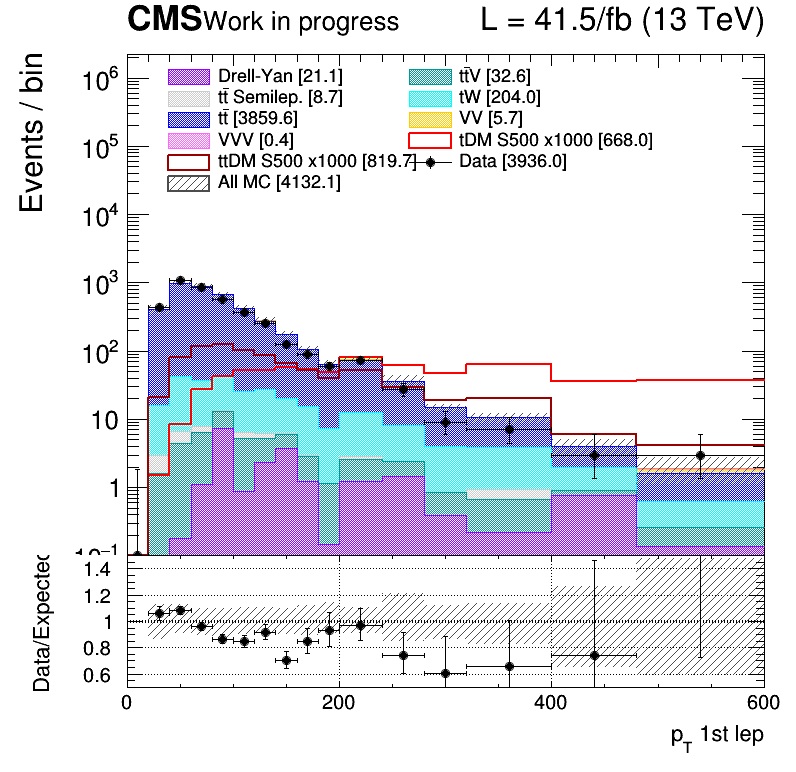 CMS Work in progress L = 41.5/fb (13 TeV)
Events / bin
Drell-Yan [21.1] tt̄V [32.6]
tt̄ Semilep. [8.7] tW [204.0]
tt̄ [3859.6] VV [5.7]
VVV [0.4] tDM S500 x1000 [668.0]
ttDM S500 x1000 [819.7] Data [3936.0]
All MC [4132.1]
10⁶
10⁵
10⁴
10³
10²
10
1
10⁻¹
Data/Expected
1.4
1.2
1
0.8
0.6
0 200 400 600
p_T 1st lep